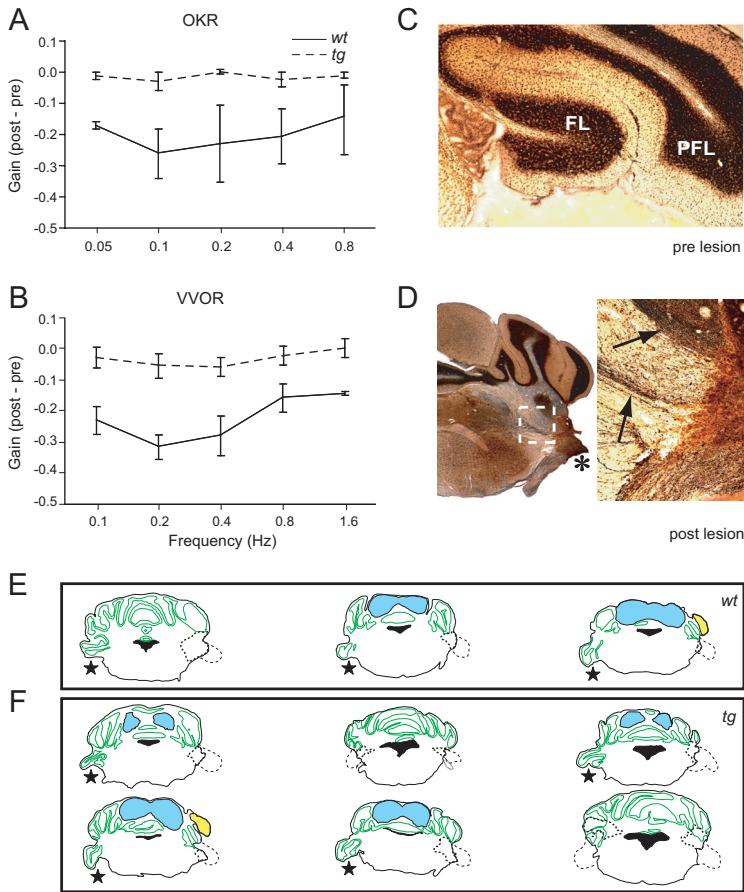 A
OKR
wt
tg
0.1
0.0
-0.1
-0.2
-0.3
-0.4
-0.5
Gain (post - pre)
0.05 0.1 0.2 0.4 0.8
B
VVOR
0.1
0.0
-0.1
-0.2
-0.3
-0.4
-0.5
Gain (post - pre)
0.1 0.2 0.4 0.8 1.6
Frequency (Hz)
C
FL
PFL
pre lesion
D
*
post lesion
E
wt
F
tg